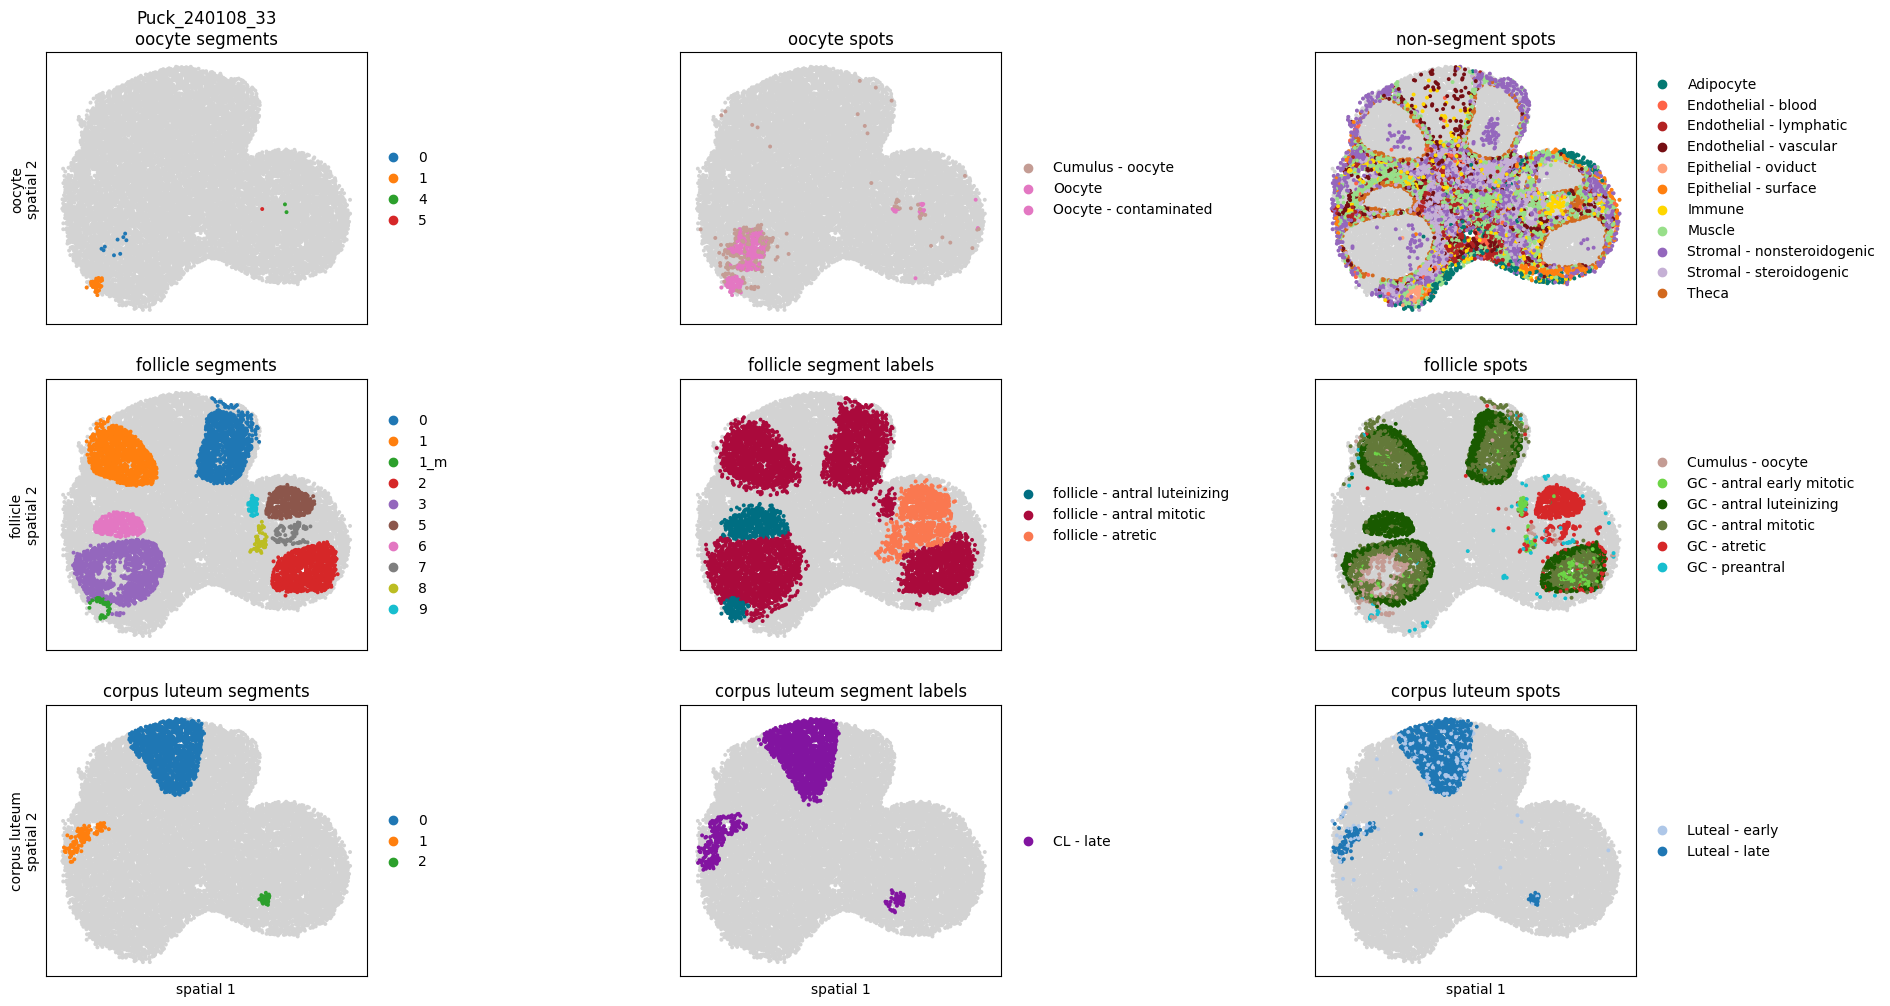 Puck_240108_33
oocyte segments
oocyte
spatial 2
0
1
4
5
oocyte spots
Cumulus - oocyte
Oocyte
Oocyte - contaminated
non-segment spots
Adipocyte
Endothelial - blood
Endothelial - lymphatic
Endothelial - vascular
Epithelial - oviduct
Epithelial - surface
Immune
Muscle
Stromal - nonsteroidogenic
Stromal - steroidogenic
Theca
follicle segments
follicle
spatial 2
0
1
1_m
2
3
5
6
7
8
9
follicle segment labels
follicle - antral luteinizing
follicle - antral mitotic
follicle - atretic
follicle spots
Cumulus - oocyte
GC - antral early mitotic
GC - antral luteinizing
GC - antral mitotic
GC - atretic
GC - preantral
corpus luteum segments
corpus luteum
spatial 2
spatial 1
0
1
2
corpus luteum segment labels
spatial 1
CL - late
corpus luteum spots
spatial 1
Luteal - early
Luteal - late